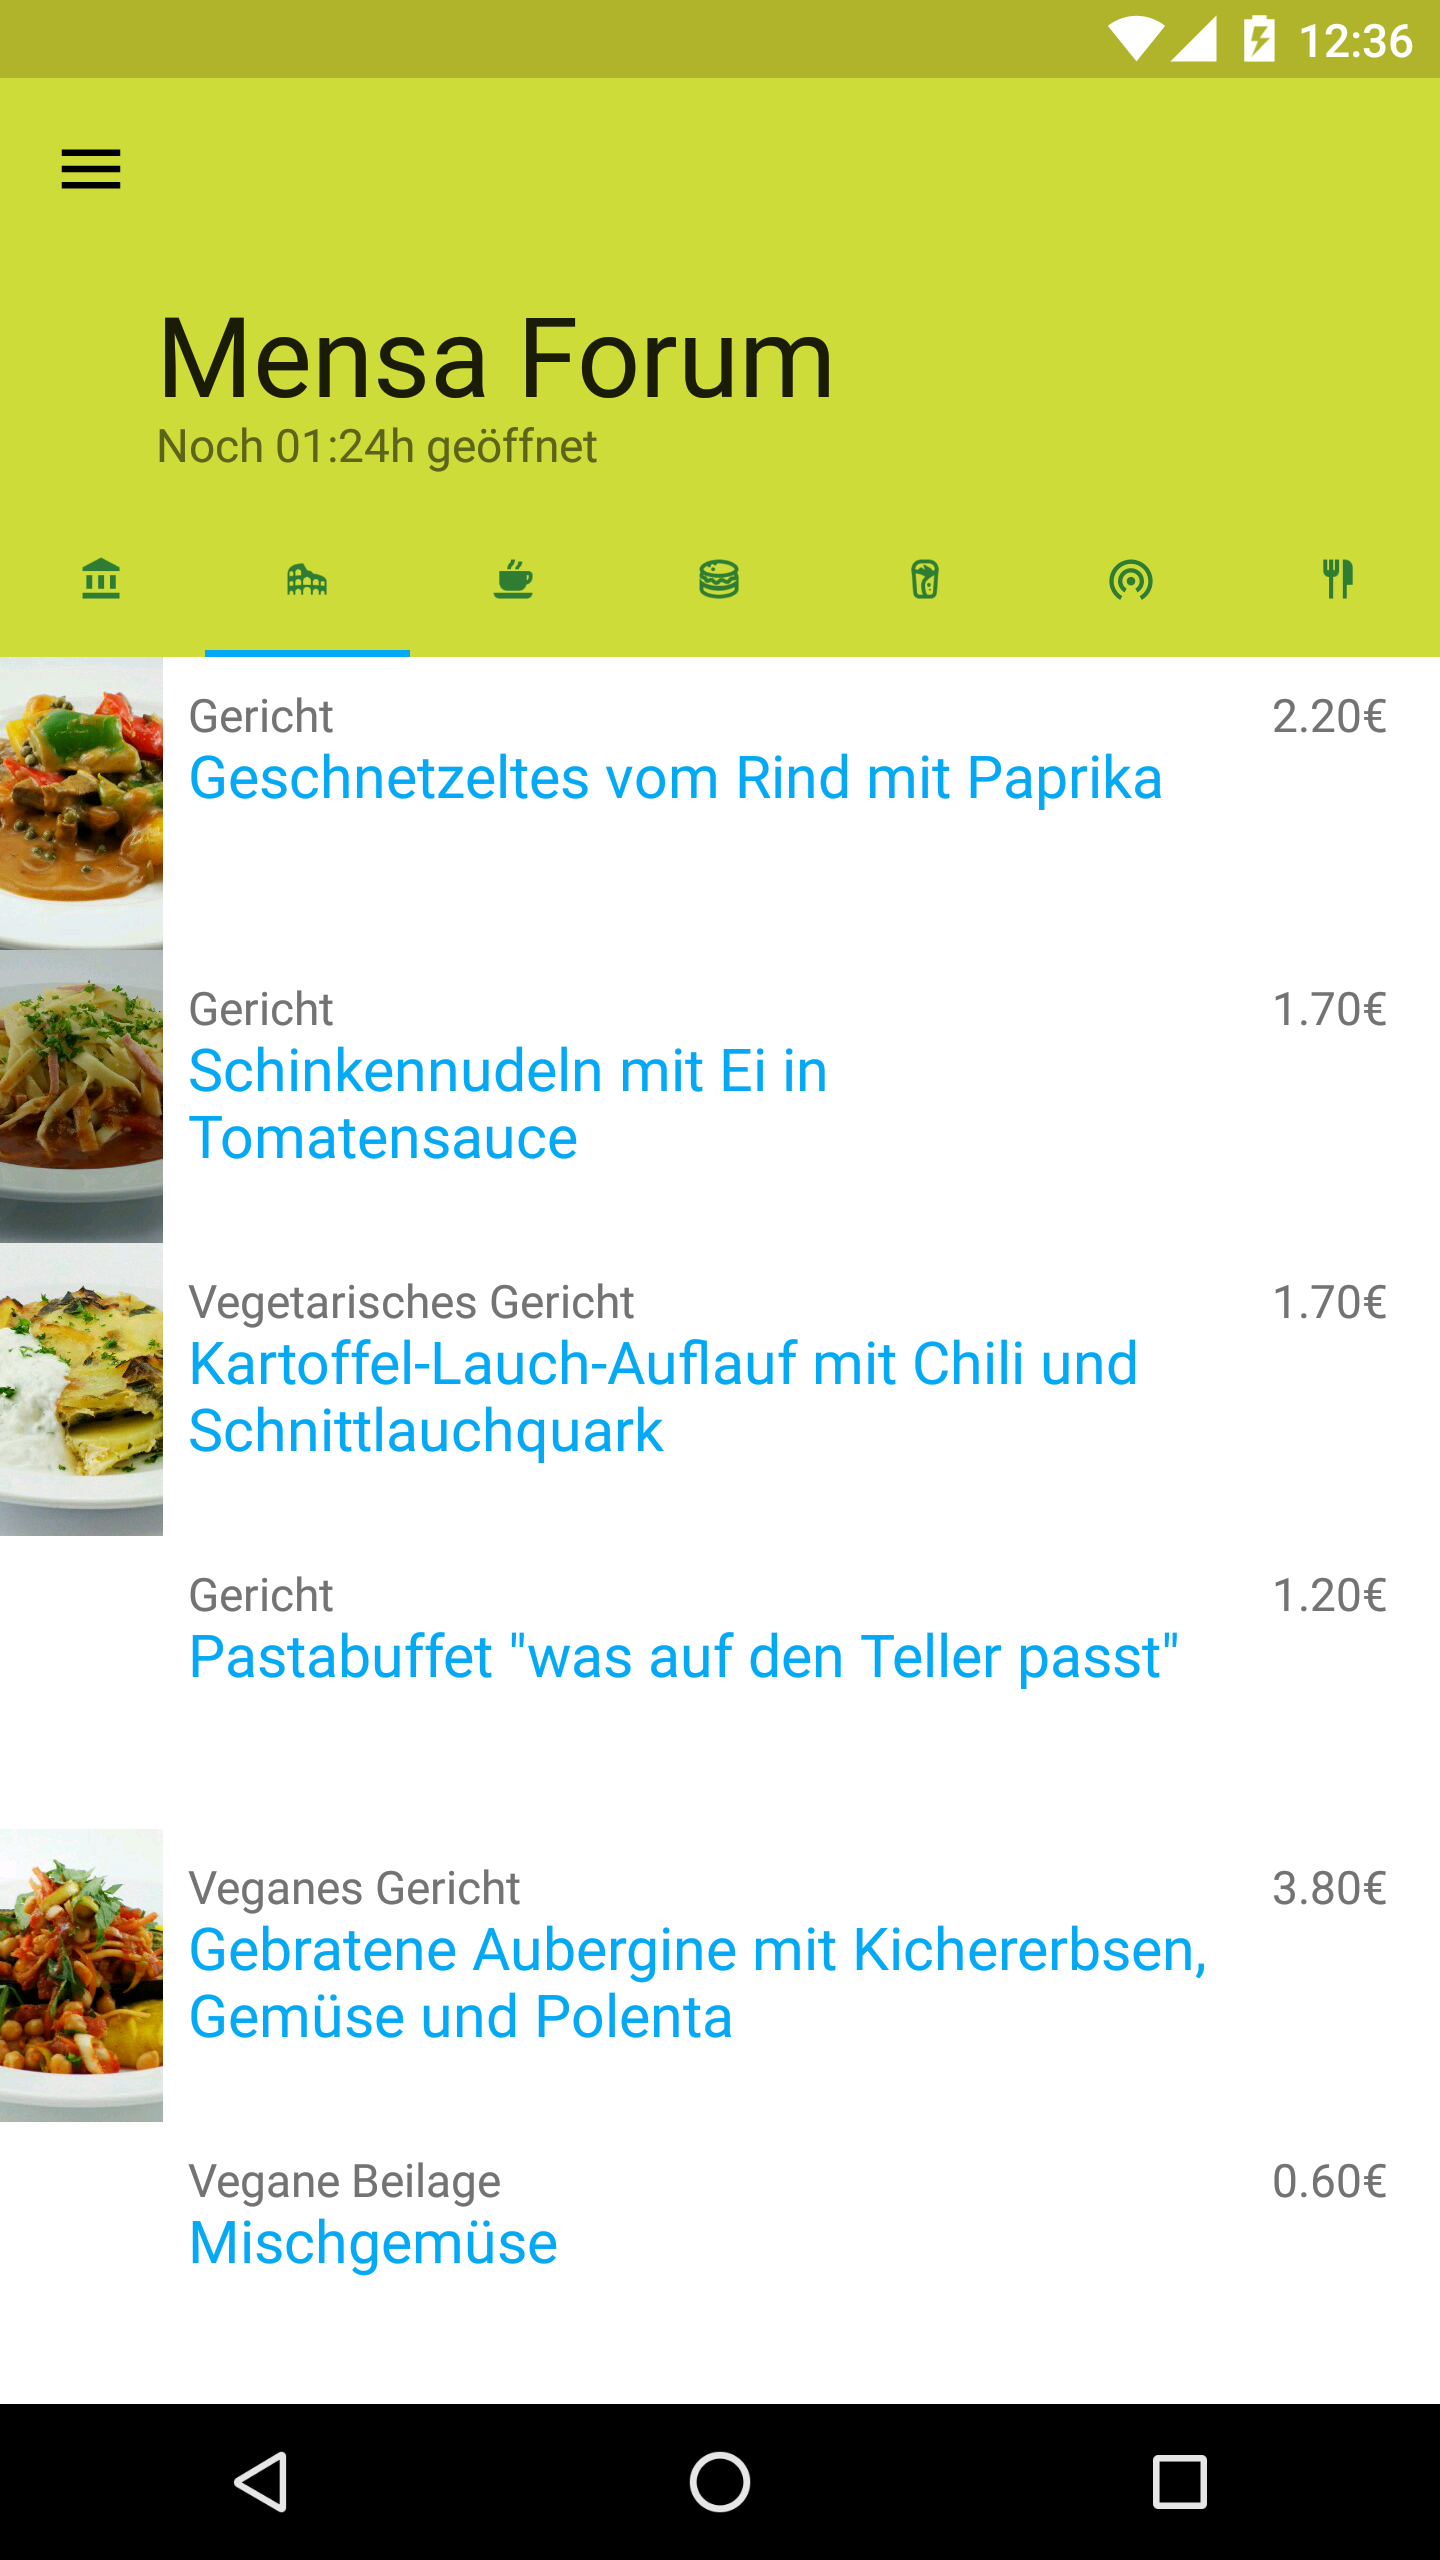 12:36
Mensa Forum
Noch 01:24h geöffnet
Gericht 2.20€
Geschnetzeltes vom Rind mit Paprika
Gericht 1.70€
Schinkennudeln mit Ei in
Tomatensauce
Vegetarisches Gericht 1.70€
Kartoffel-Lauch-Auflauf mit Chili und
Schnittlauchquark
Gericht 1.20€
Pastabuffet "was auf den Teller passt"
Veganes Gericht 3.80€
Gebratene Aubergine mit Kichererbsen,
Gemüse und Polenta
Vegane Beilage 0.60€
Mischgemüse